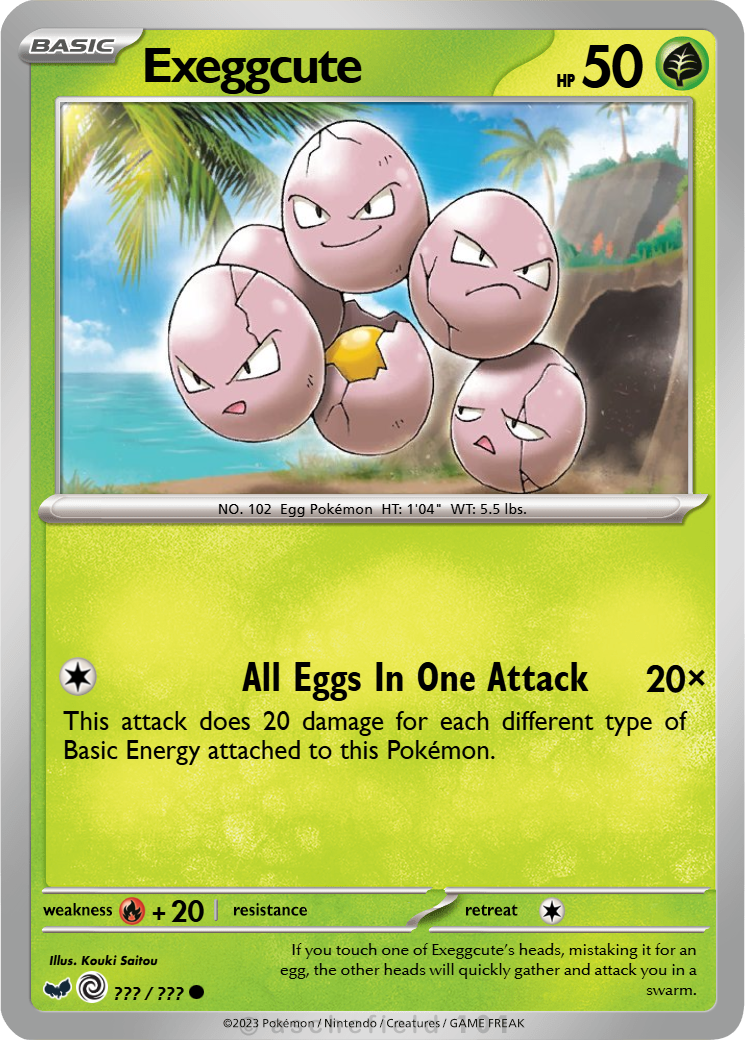 BASIC
Exeggcute
HP 50
NO. 102 Egg Pokémon HT: 1'04" WT: 5.5 lbs.
All Eggs In One Attack 20×
This attack does 20 damage for each different type of
Basic Energy attached to this Pokémon.
weakness + 20 resistance retreat
Illus. Kouki Saitou
If you touch one of Exeggcute's heads, mistaking it for an
egg, the other heads will quickly gather and attack you in a
swarm.
??? / ???
©2023 Pokémon / Nintendo / Creatures / GAME FREAK